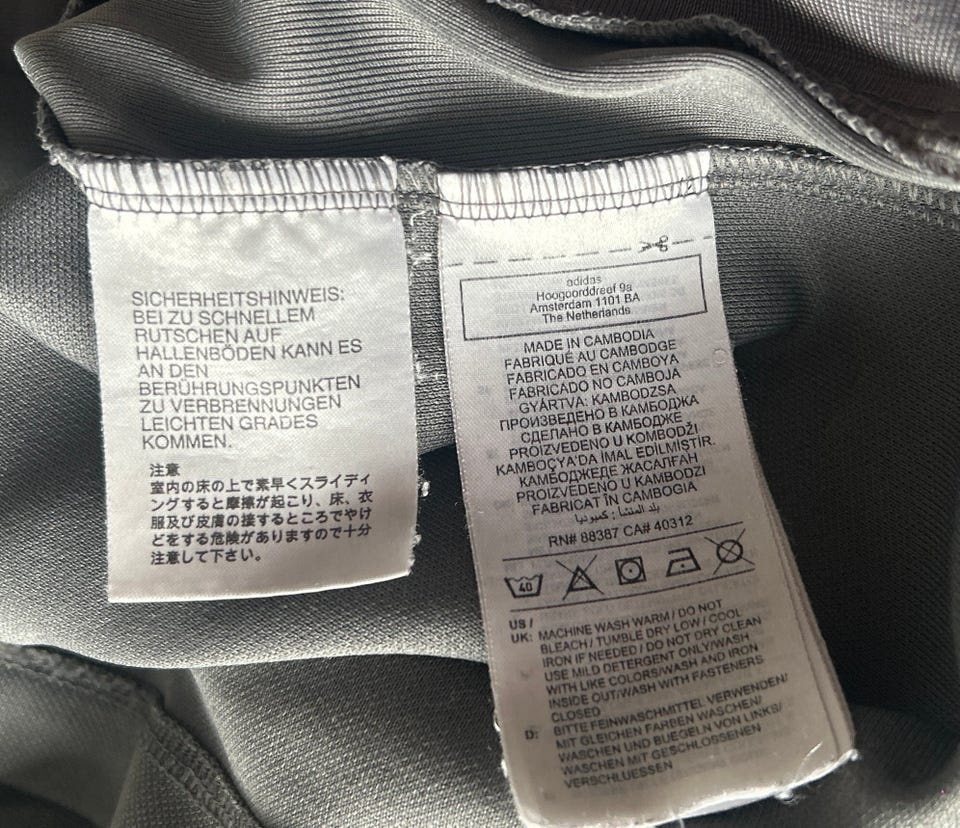 SICHERHEITSHINWEIS:
BEI ZU SCHNELLEM
RUTSCHEN AUF
HALLENBÖDEN KANN ES
AN DEN
BERÜHRUNGSPUNKTEN
ZU VERBRENNUNGEN
LEICHTEN GRADES
KOMMEN.
注意
室内の床の上で素早くスライディ
ングすると摩擦が起こり、床、衣
服及び皮膚の接するところでやけ
どをする危険がありますので十分
注意して下さい。
adidas
Hoogoorddreef 9a
Amsterdam 1101 BA
The Netherlands
MADE IN CAMBODIA
FABRIQUÉ AU CAMBODGE
FABRICADO EN CAMBOYA
FABRICADO NO CAMBOJA
GYÁRTVA: KAMBODZSA
ПРОИЗВЕДЕНО В КАМБОДЖА
СДЕЛАНО В КАМБОДЖЕ
PROIZVEDENO U KOMBODŽI
KAMBOÇYA'DA IMAL EDILMIŞTIR.
КАМБОДЖЕДЕ ЖАСАЛҒАН
PROIZVEDENO U KAMBODZI
FABRICAT ÎN CAMBOGIA
بلد المنشأ : كمبوديا
RN# 88387 CA# 40312
40
US /
UK: MACHINE WASH WARM / DO NOT
BLEACH / TUMBLE DRY LOW / COOL
IRON IF NEEDED / DO NOT DRY CLEAN
USE MILD DETERGENT ONLY/WASH
WITH LIKE COLORS/WASH AND IRON
INSIDE OUT/WASH WITH FASTENERS
CLOSED
D: BITTE FEINWASCHMITTEL VERWENDEN/
MIT GLEICHEN FARBEN WASCHEN/
WASCHEN UND BUEGELN VON LINKS/
WASCHEN MIT GESCHLOSSENEN
VERSCHLUESSEN